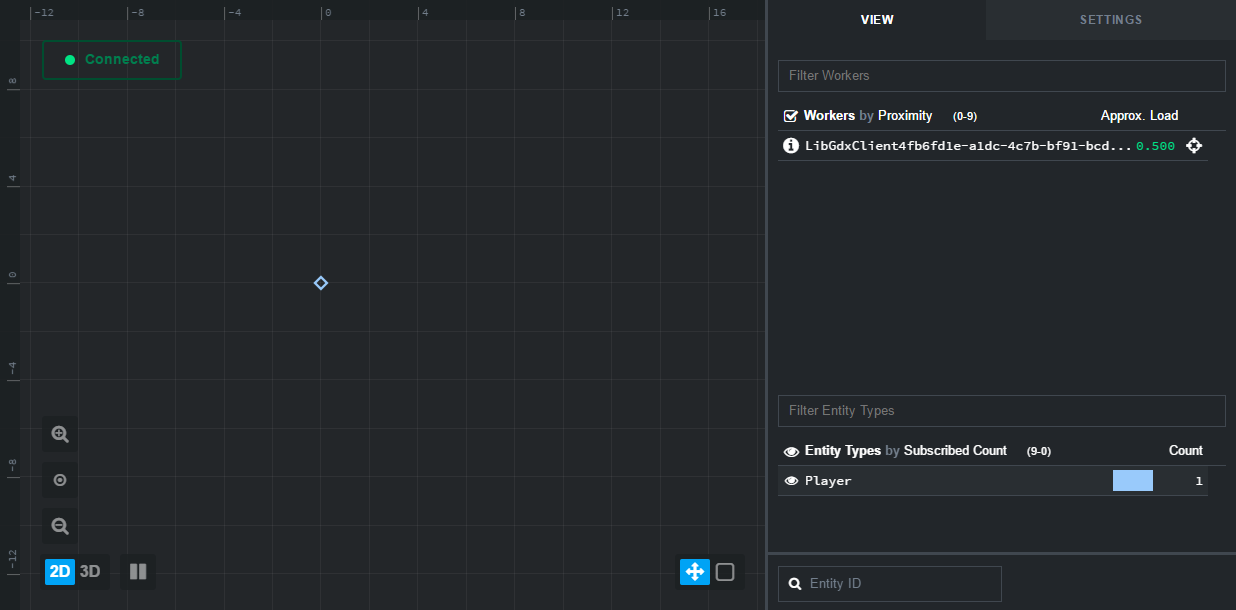 -12 -8 -4 0 4 8 12 16
VIEW SETTINGS
Connected
Filter Workers
Workers by Proximity (0-9) Approx. Load
LibGdxClient4fb6fd1e-a1dc-4c7b-bf91-bcd... 0.500
8
4
0
-4
-8
-12
Filter Entity Types
Entity Types by Subscribed Count (9-0) Count
Player 1
2D 3D
Entity ID